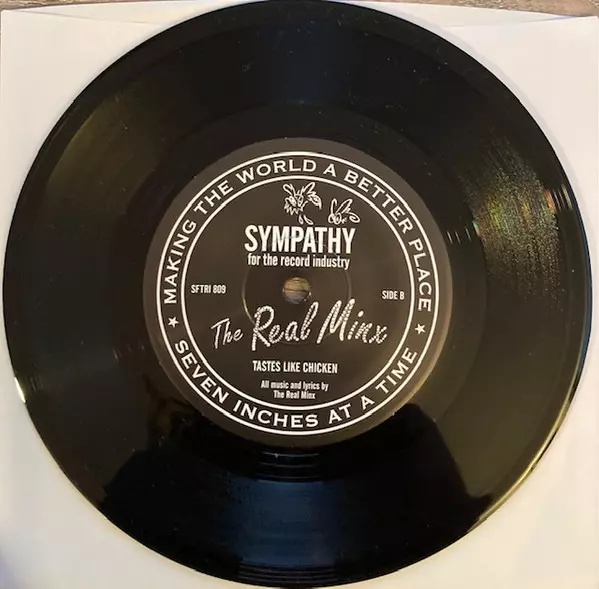 MAKING THE WORLD A BETTER PLACE
SYMPATHY
for the record industry
SFTRI 809
SIDE B
The Real Minx
TASTES LIKE CHICKEN
All music and lyrics by
The Real Minx
★ SEVEN INCHES AT A TIME ★